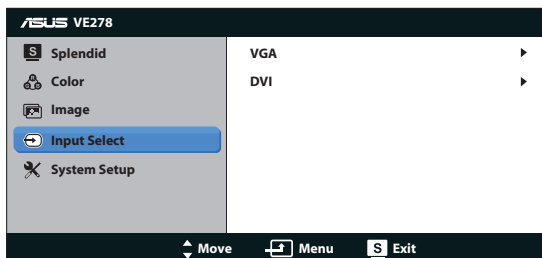 ASUS VE278
S Splendid
Color
Image
Input Select
System Setup
VGA
DVI
Move Menu S Exit